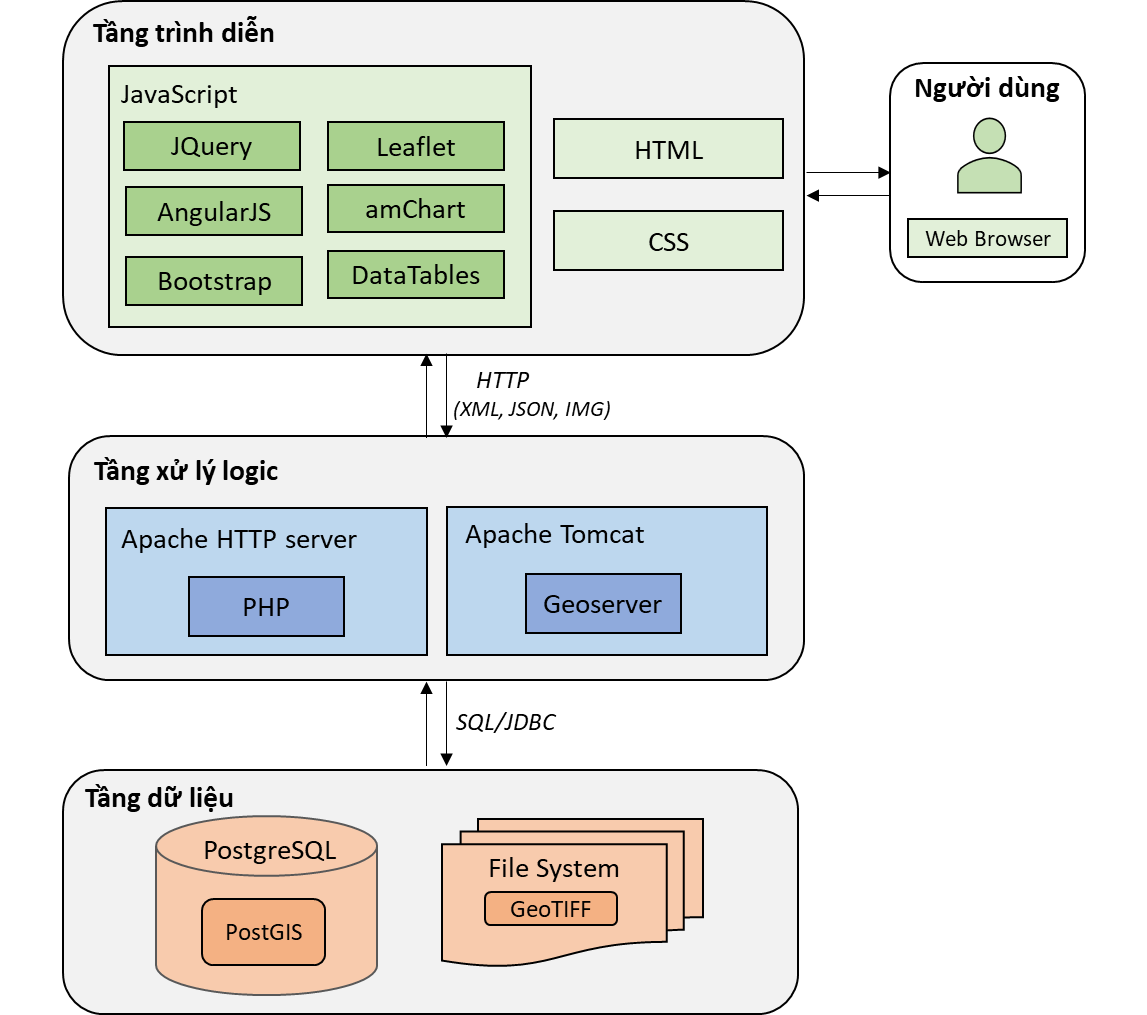 Tầng trình diễn
JavaScript
JQuery
Leaflet
AngularJS
amChart
Bootstrap
DataTables
HTML
CSS
Người dùng
Web Browser
HTTP
(XML, JSON, IMG)
Tầng xử lý logic
Apache HTTP server
PHP
Apache Tomcat
Geoserver
SQL/JDBC
Tầng dữ liệu
PostgreSQL
PostGIS
File System
GeoTIFF